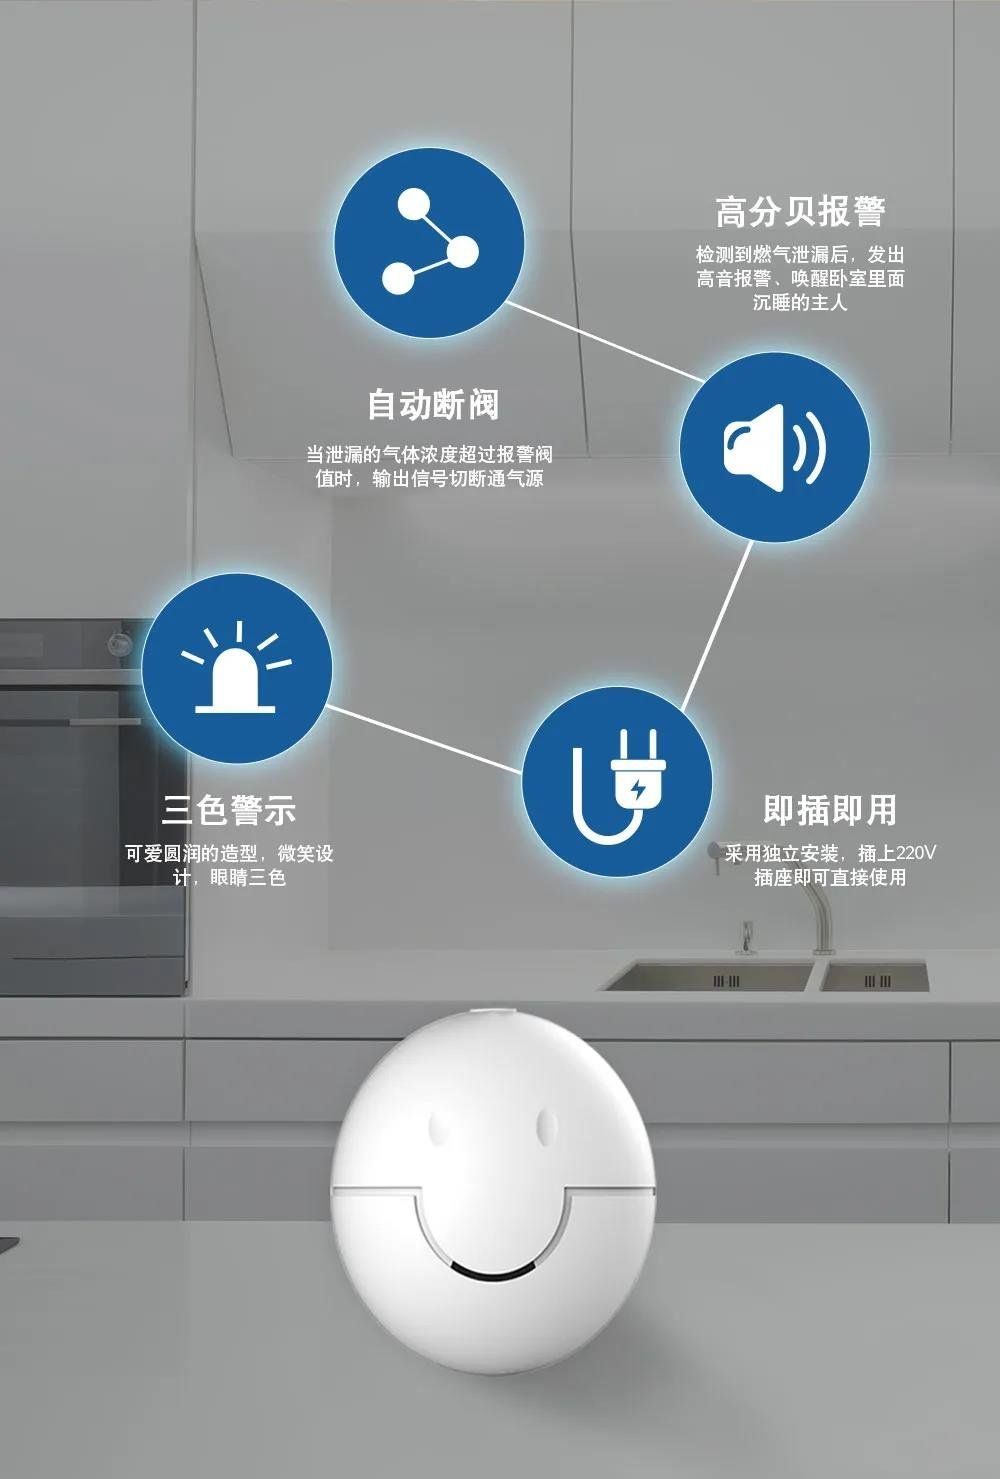 高分贝报警
检测到燃气泄漏后，发出
高音报警、唤醒卧室里面
沉睡的主人
自动断阀
当泄漏的气体浓度超过报警阀
值时，输出信号切断通气源
三色警示
可爱圆润的造型，微笑设
计，眼睛三色
即插即用
采用独立安装，插上220V
插座即可直接使用